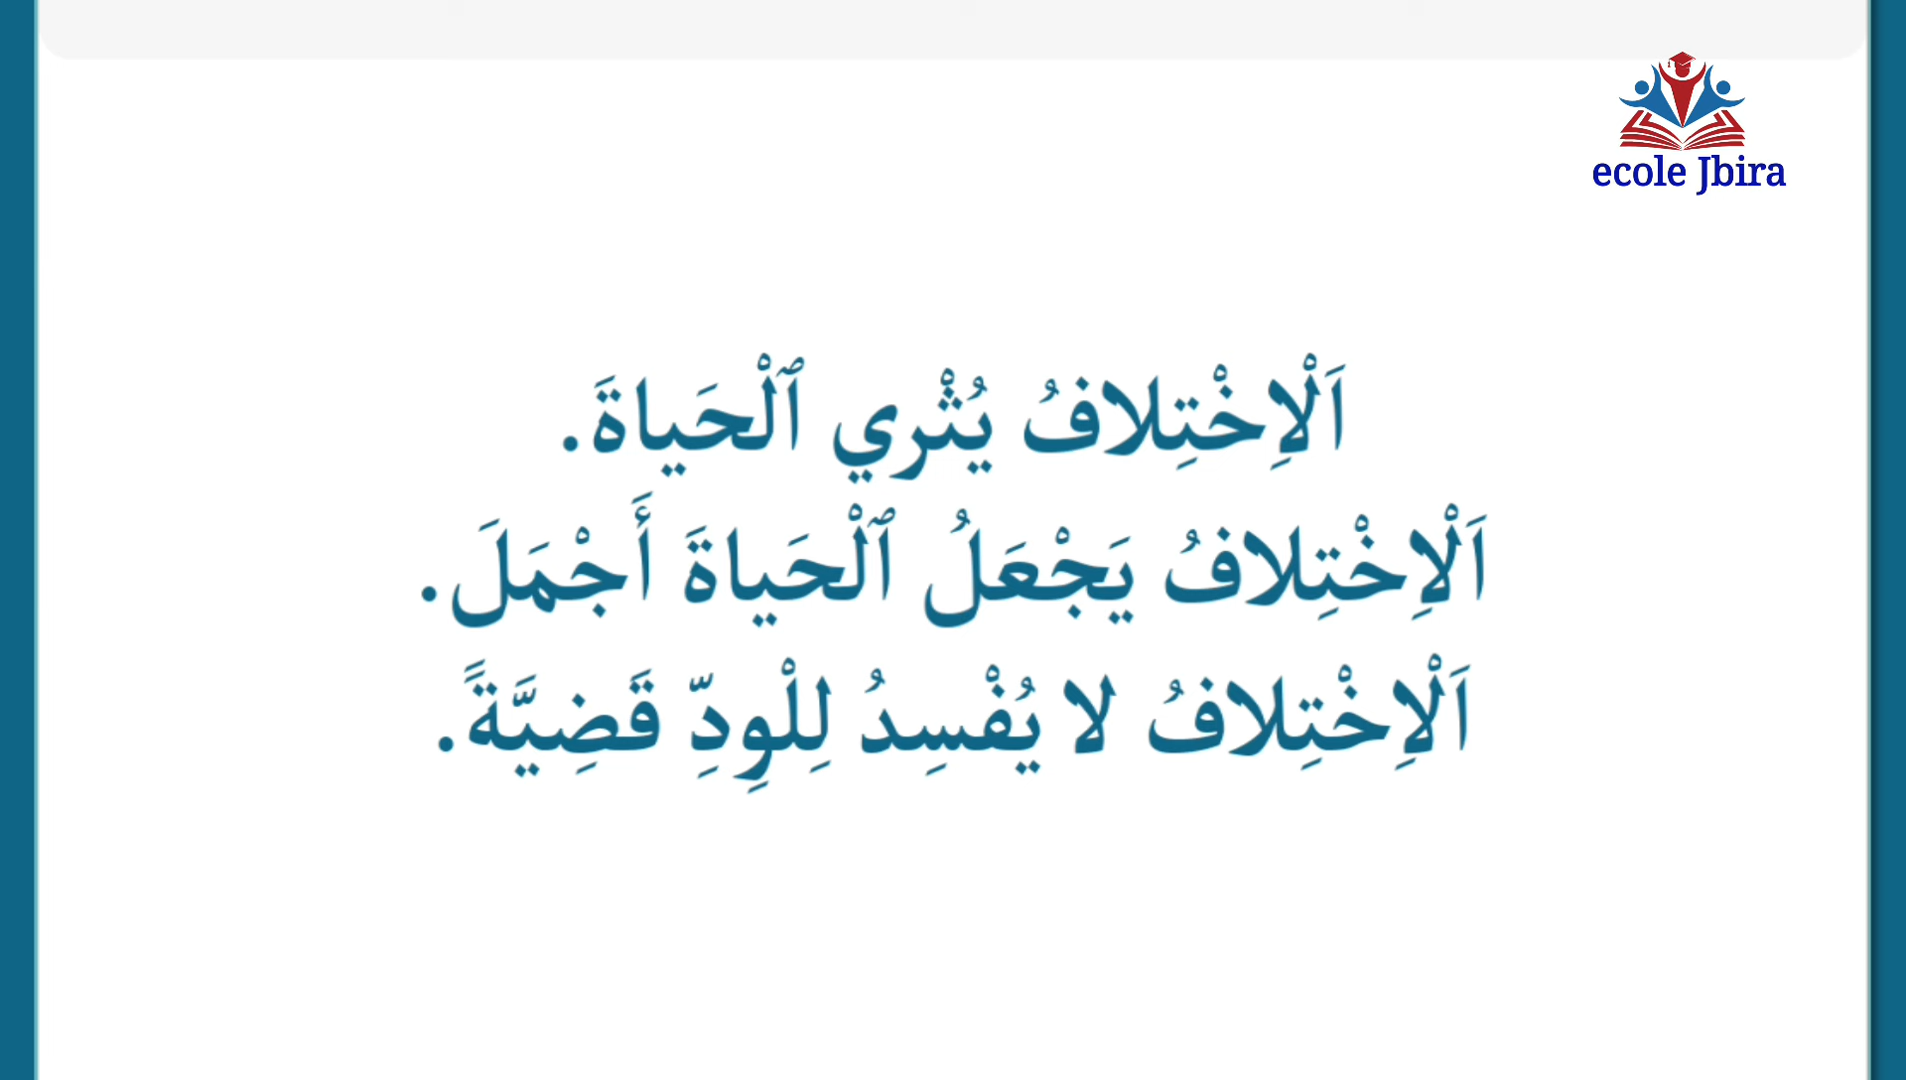 ecole Jbira
اَلْاِخْتِلافُ يُثْري ٱلْحَياةَ.
اَلْاِخْتِلافُ يَجْعَلُ ٱلْحَياةَ أَجْمَلَ.
اَلْاِخْتِلافُ لا يُفْسِدُ لِلْوِدِّ قَضِيَّةً.